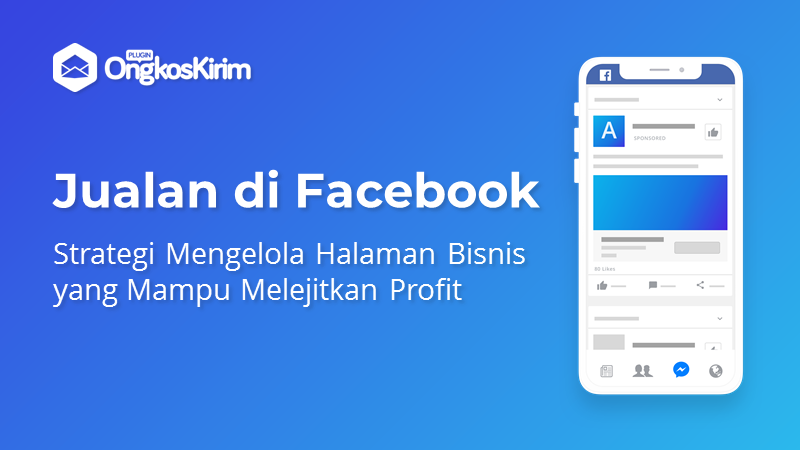 PLUGIN
OngkosKirim
Jualan di Facebook
Strategi Mengelola Halaman Bisnis
yang Mampu Melejitkan Profit
f
A
SPONSORED
80 Likes